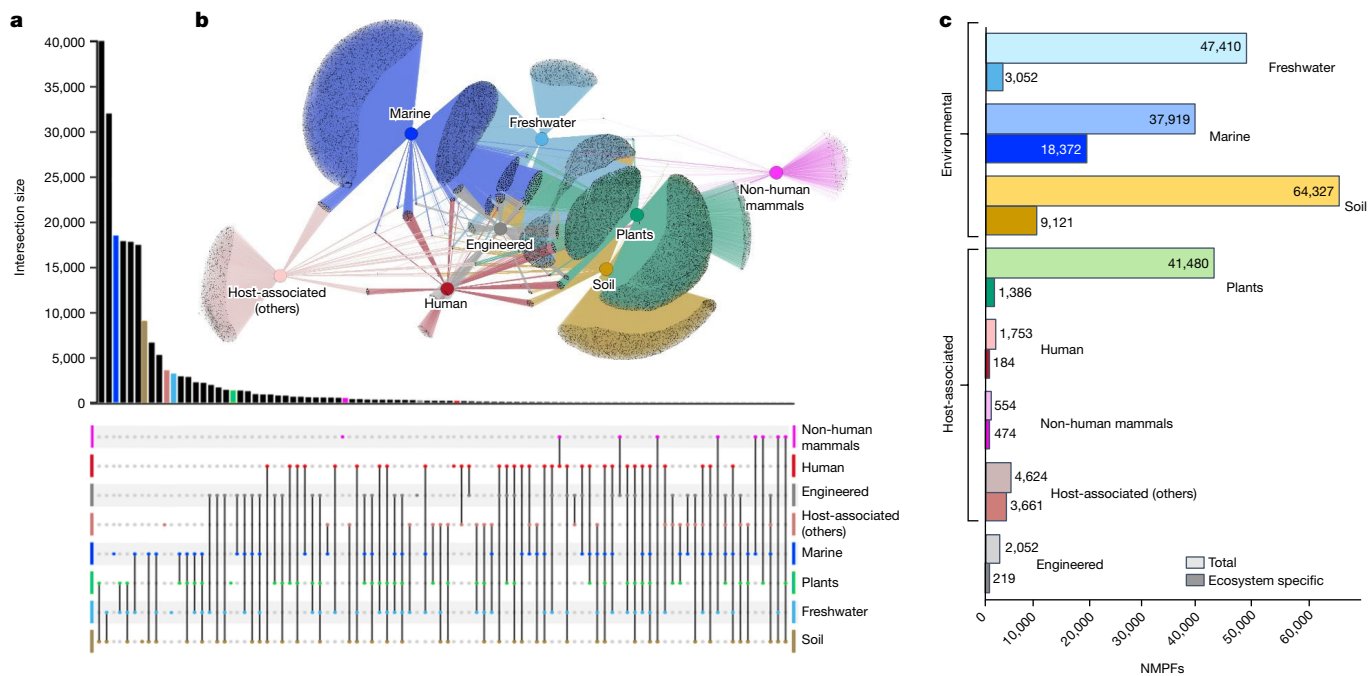 a
Intersection size
40,000
35,000
30,000
25,000
20,000
15,000
10,000
5,000
0
Non-human
mammals
Human
Engineered
Host-associated
(others)
Marine
Plants
Freshwater
Soil
b
Marine
Freshwater
Non-human
mammals
Plants
Engineered
Soil
Host-associated
(others)
Human
c
Environmental
47,410
3,052
Freshwater
37,919
18,372
Marine
64,327
9,121
Soil
Host-associated
41,480
1,386
Plants
1,753
184
Human
554
474
Non-human mammals
4,624
3,661
Host-associated (others)
2,052
219
Engineered
Total
Ecosystem specific
0
10,000
20,000
30,000
40,000
50,000
60,000
NMPFs